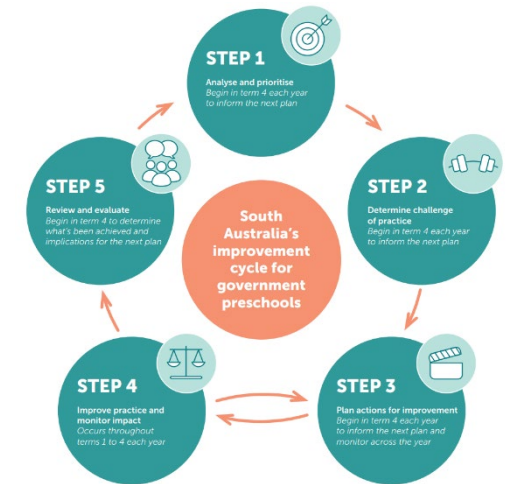 STEP 1
Analyse and prioritise
Begin in term 4 each year
to inform the next plan
STEP 2
Determine challenge
of practice
Begin in term 4 each year
to inform the next plan
STEP 3
Plan actions for improvement
Begin in term 4 each year
to inform the next plan and
monitor across the year
STEP 4
Improve practice and
monitor impact
Occurs throughout
terms 1 to 4 each year
STEP 5
Review and evaluate
Begin in term 4 to determine
what's been achieved and
implications for the next plan
South
Australia's
improvement
cycle for
government
preschools